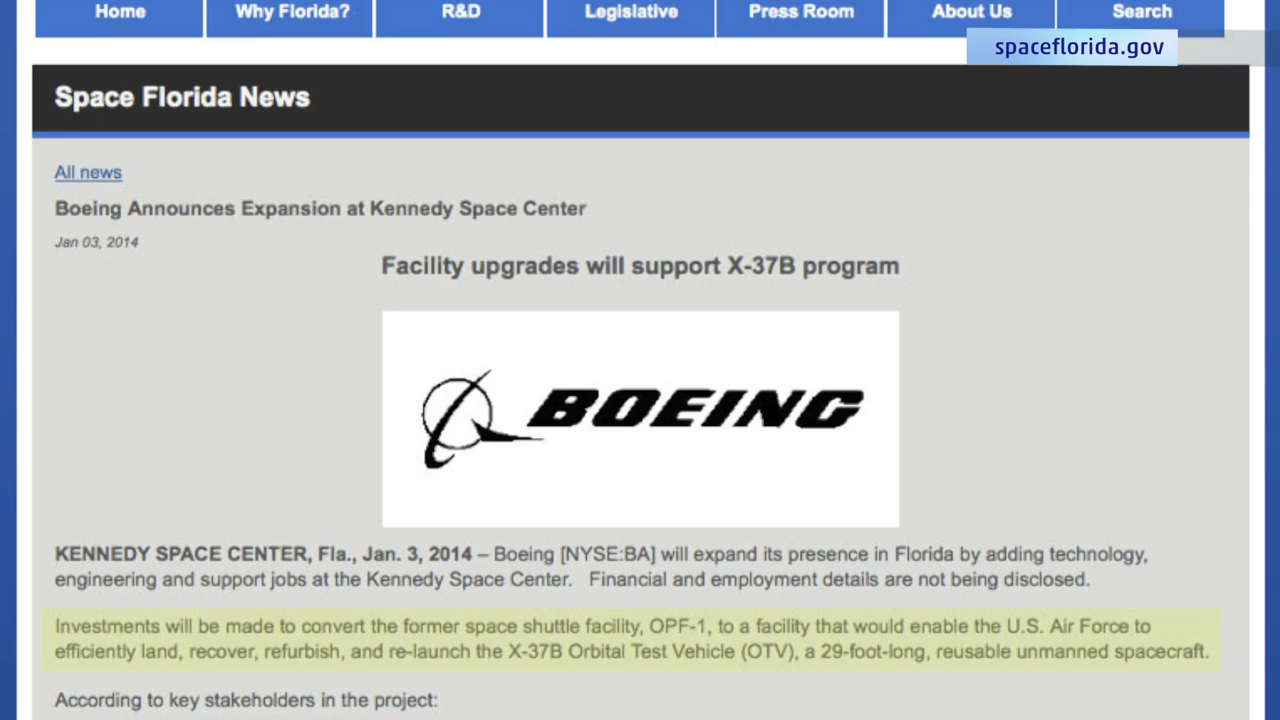 Home Why Florida? R&D Legislative Press Room About Us Search
spaceflorida.gov
Space Florida News
All news
Boeing Announces Expansion at Kennedy Space Center
Jan 03, 2014
Facility upgrades will support X-37B program
BOEING
KENNEDY SPACE CENTER, Fla., Jan. 3, 2014 – Boeing [NYSE:BA] will expand its presence in Florida by adding technology,
engineering and support jobs at the Kennedy Space Center. Financial and employment details are not being disclosed.
Investments will be made to convert the former space shuttle facility, OPF-1, to a facility that would enable the U.S. Air Force to
efficiently land, recover, refurbish, and re-launch the X-37B Orbital Test Vehicle (OTV), a 29-foot-long, reusable unmanned spacecraft.
According to key stakeholders in the project: